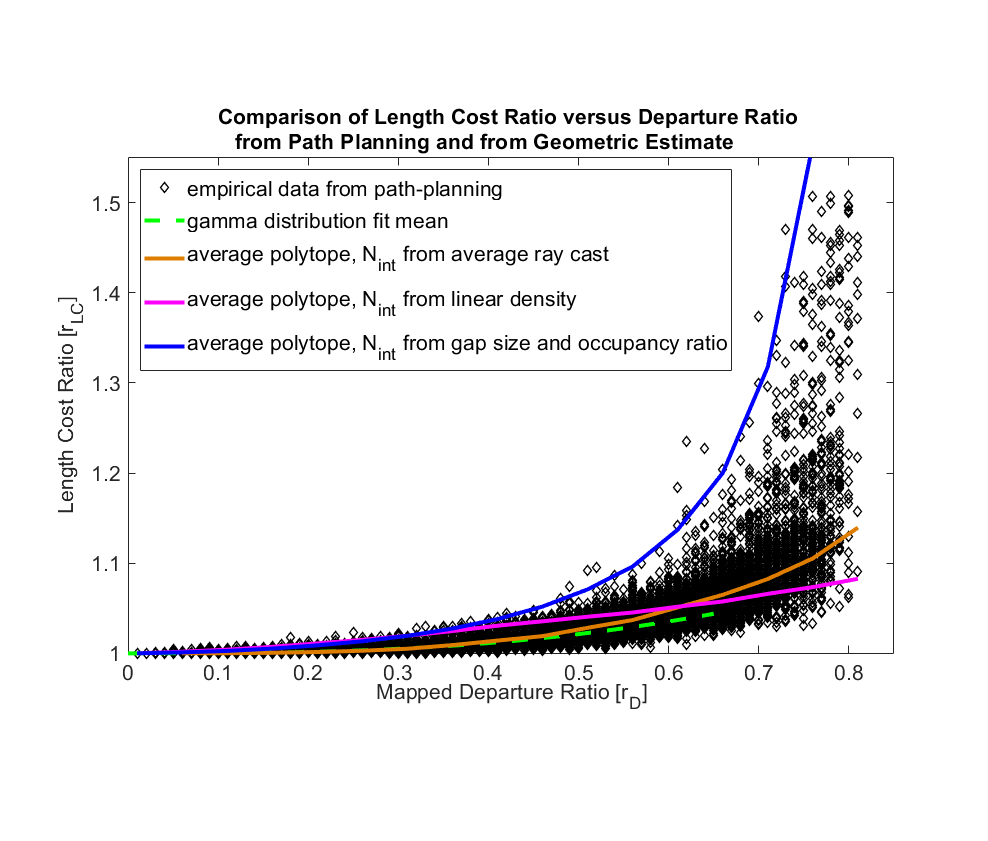 Comparison of Length Cost Ratio versus Departure Ratio
from Path Planning and from Geometric Estimate
empirical data from path-planning
gamma distribution fit mean
average polytope, N_int from average ray cast
average polytope, N_int from linear density
average polytope, N_int from gap size and occupancy ratio
Length Cost Ratio [r_LC]
1.5
1.4
1.3
1.2
1.1
1
0 0.1 0.2 0.3 0.4 0.5 0.6 0.7 0.8
Mapped Departure Ratio [r_D]